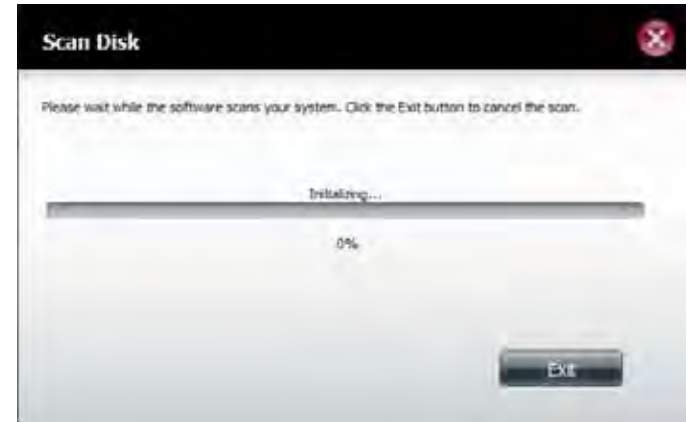 Scan Disk
Please wait while the software scans your system. Click the Exit button to cancel the scan.
Initializing...
0%
Exit